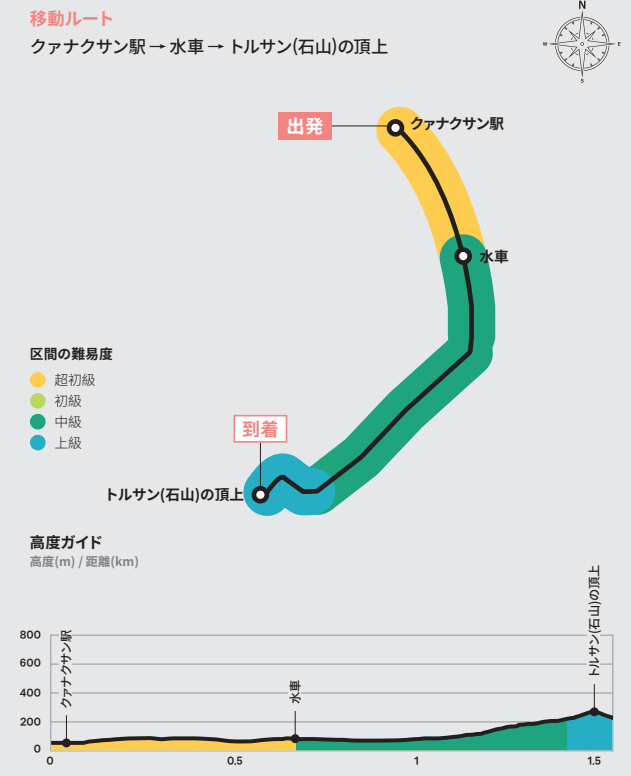 移動ルート
クァナクサン駅 → 水車 → トルサン(石山)の頂上
N
W
O
E
S
出発
クァナクサン駅
水車
区間の難易度
超初級
初級
中級
上級
到着
トルサン(石山)の頂上
高度ガイド
高度(m) / 距離(km)
クァナクサン駅
水車
トルサン(石山)の頂上
800
600
400
200
0
0
0.5
1
1.5